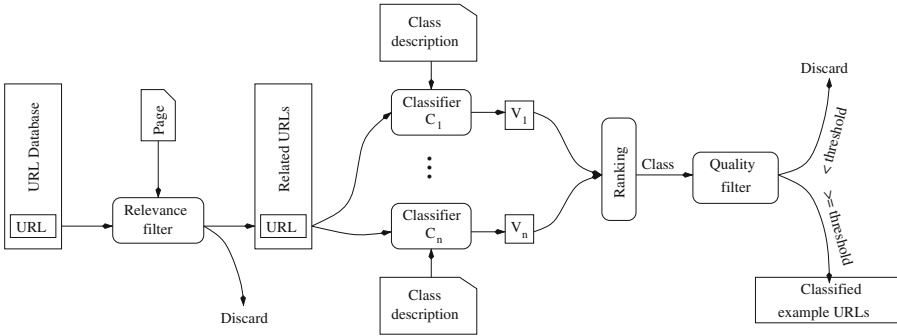 URL Database
URL
Page
Relevance
filter
Discard
Related URLs
URL
Class
description
Classifier
C1
V1
Classifier
Cn
Vn
Class
description
Ranking
Class
Quality
filter
Discard
< threshold
>= threshold
Classified
example URLs